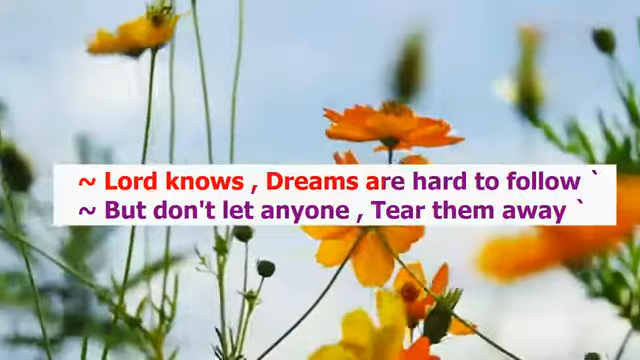 ~ Lord knows , Dreams are hard to follow `
~ But don't let anyone , Tear them away `